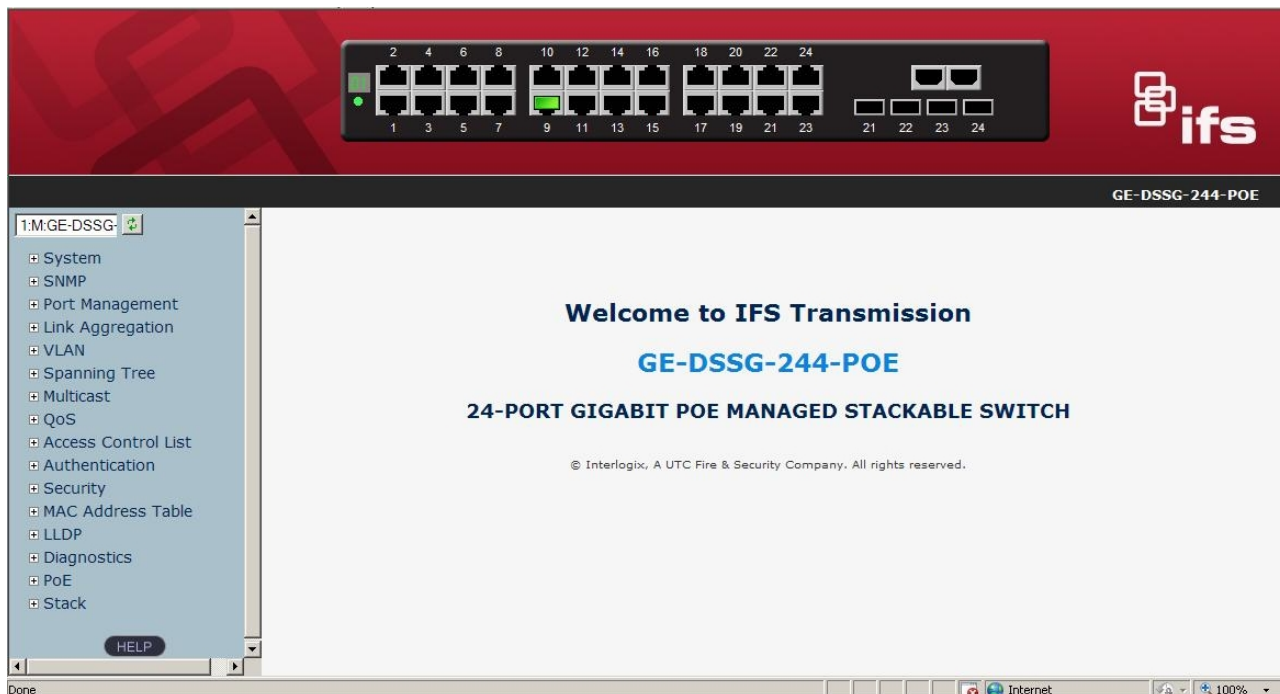 2 4 6 8 10 12 14 16 18 20 22 24
1 3 5 7 9 11 13 15 17 19 21 23 21 22 23 24
ifs
GE-DSSG-244-POE
1:M:GE-DSSG-
System
SNMP
Port Management
Link Aggregation
VLAN
Spanning Tree
Multicast
QoS
Access Control List
Authentication
Security
MAC Address Table
LLDP
Diagnostics
PoE
Stack
HELP
Welcome to IFS Transmission
GE-DSSG-244-POE
24-PORT GIGABIT POE MANAGED STACKABLE SWITCH
© Interlogix, A UTC Fire & Security Company. All rights reserved.
Done Internet 100%